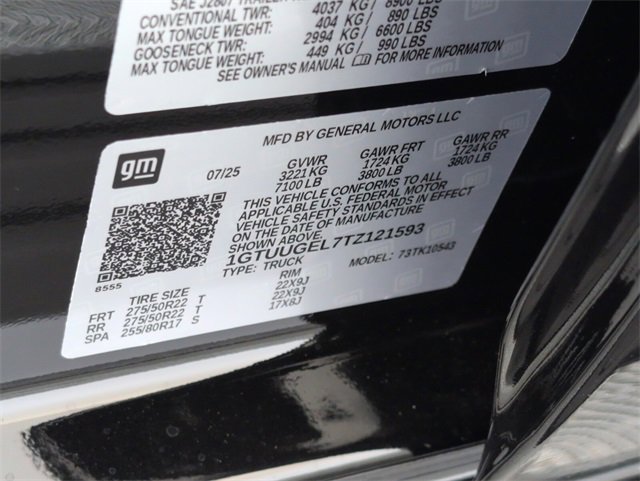 SAE J2807 TRAILER
CONVENTIONAL TWR: 4037 KG / 8900 LBS
MAX TONGUE WEIGHT: 404 KG / 890 LBS
GOOSENECK TWR: 2994 KG / 6600 LBS
MAX TONGUE WEIGHT: 449 KG / 990 LBS
SEE OWNER'S MANUAL FOR MORE INFORMATION
MFD BY GENERAL MOTORS LLC
gm
07/25 GVWR GAWR FRT GAWR RR
3221 KG 1724 KG 1724 KG
7100 LB 3800 LB 3800 LB
THIS VEHICLE CONFORMS TO ALL
APPLICABLE U.S. FEDERAL MOTOR
VEHICLE SAFETY STANDARDS IN EFFECT
ON THE DATE OF MANUFACTURE
SHOWN ABOVE.
1GTUUGEL7TZ121593
TYPE: TRUCK MODEL: 73TK10543
8555
TIRE SIZE RIM
FRT 275/50R22 T 22X9J
RR 275/50R22 T 22X9J
SPA 255/80R17 S 17X8J